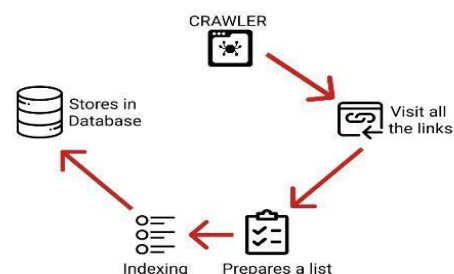 CRAWLER
Visit all
the links
Prepares a list
Indexing
Stores in
Database